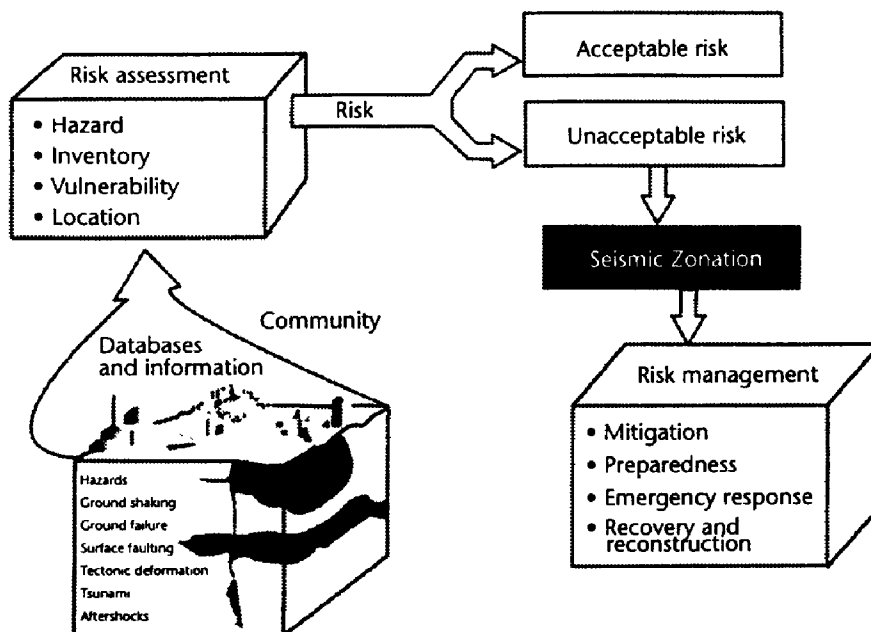 Risk assessment
• Hazard
• Inventory
• Vulnerability
• Location
Risk
Acceptable risk
Unacceptable risk
Seismic Zonation
Risk management
• Mitigation
• Preparedness
• Emergency response
• Recovery and
reconstruction
Community
Databases
and information
Hazards
Ground shaking
Ground failure
Surface faulting
Tectonic deformation
Tsunami
Aftershocks